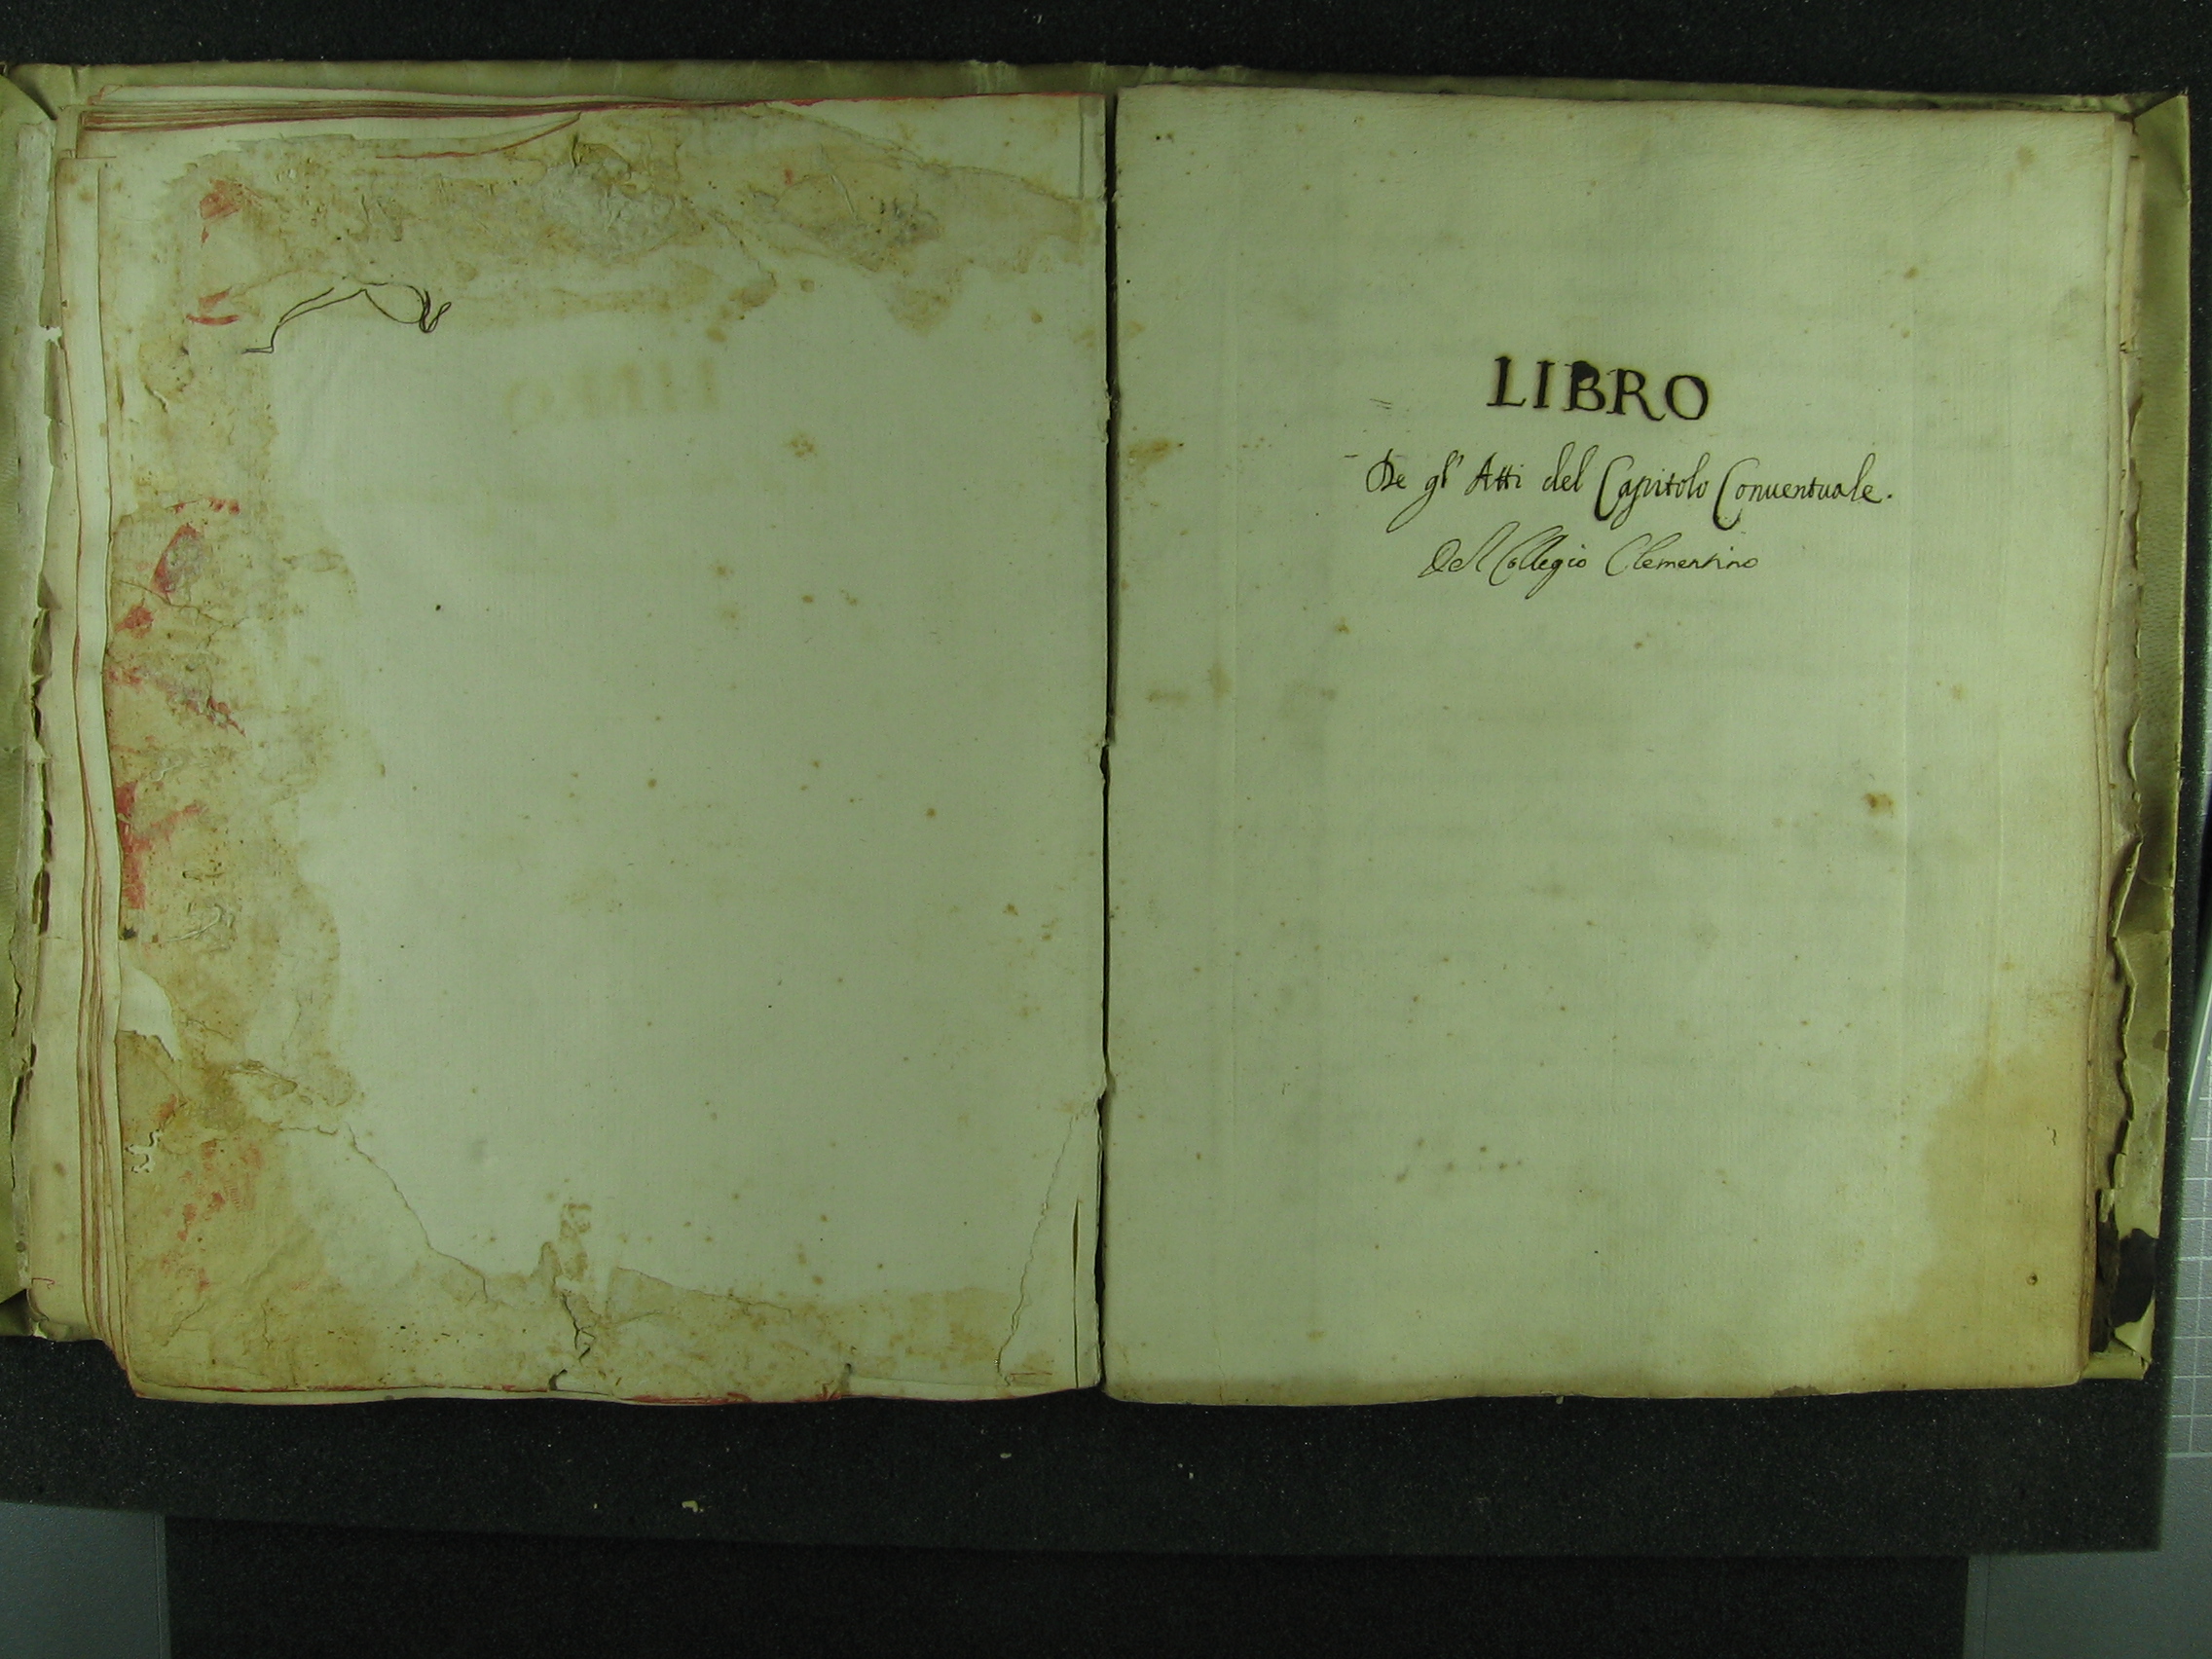 LIBRO
De gl' Atti del Capitolo Conuentuale.
Del Collegio Clementino